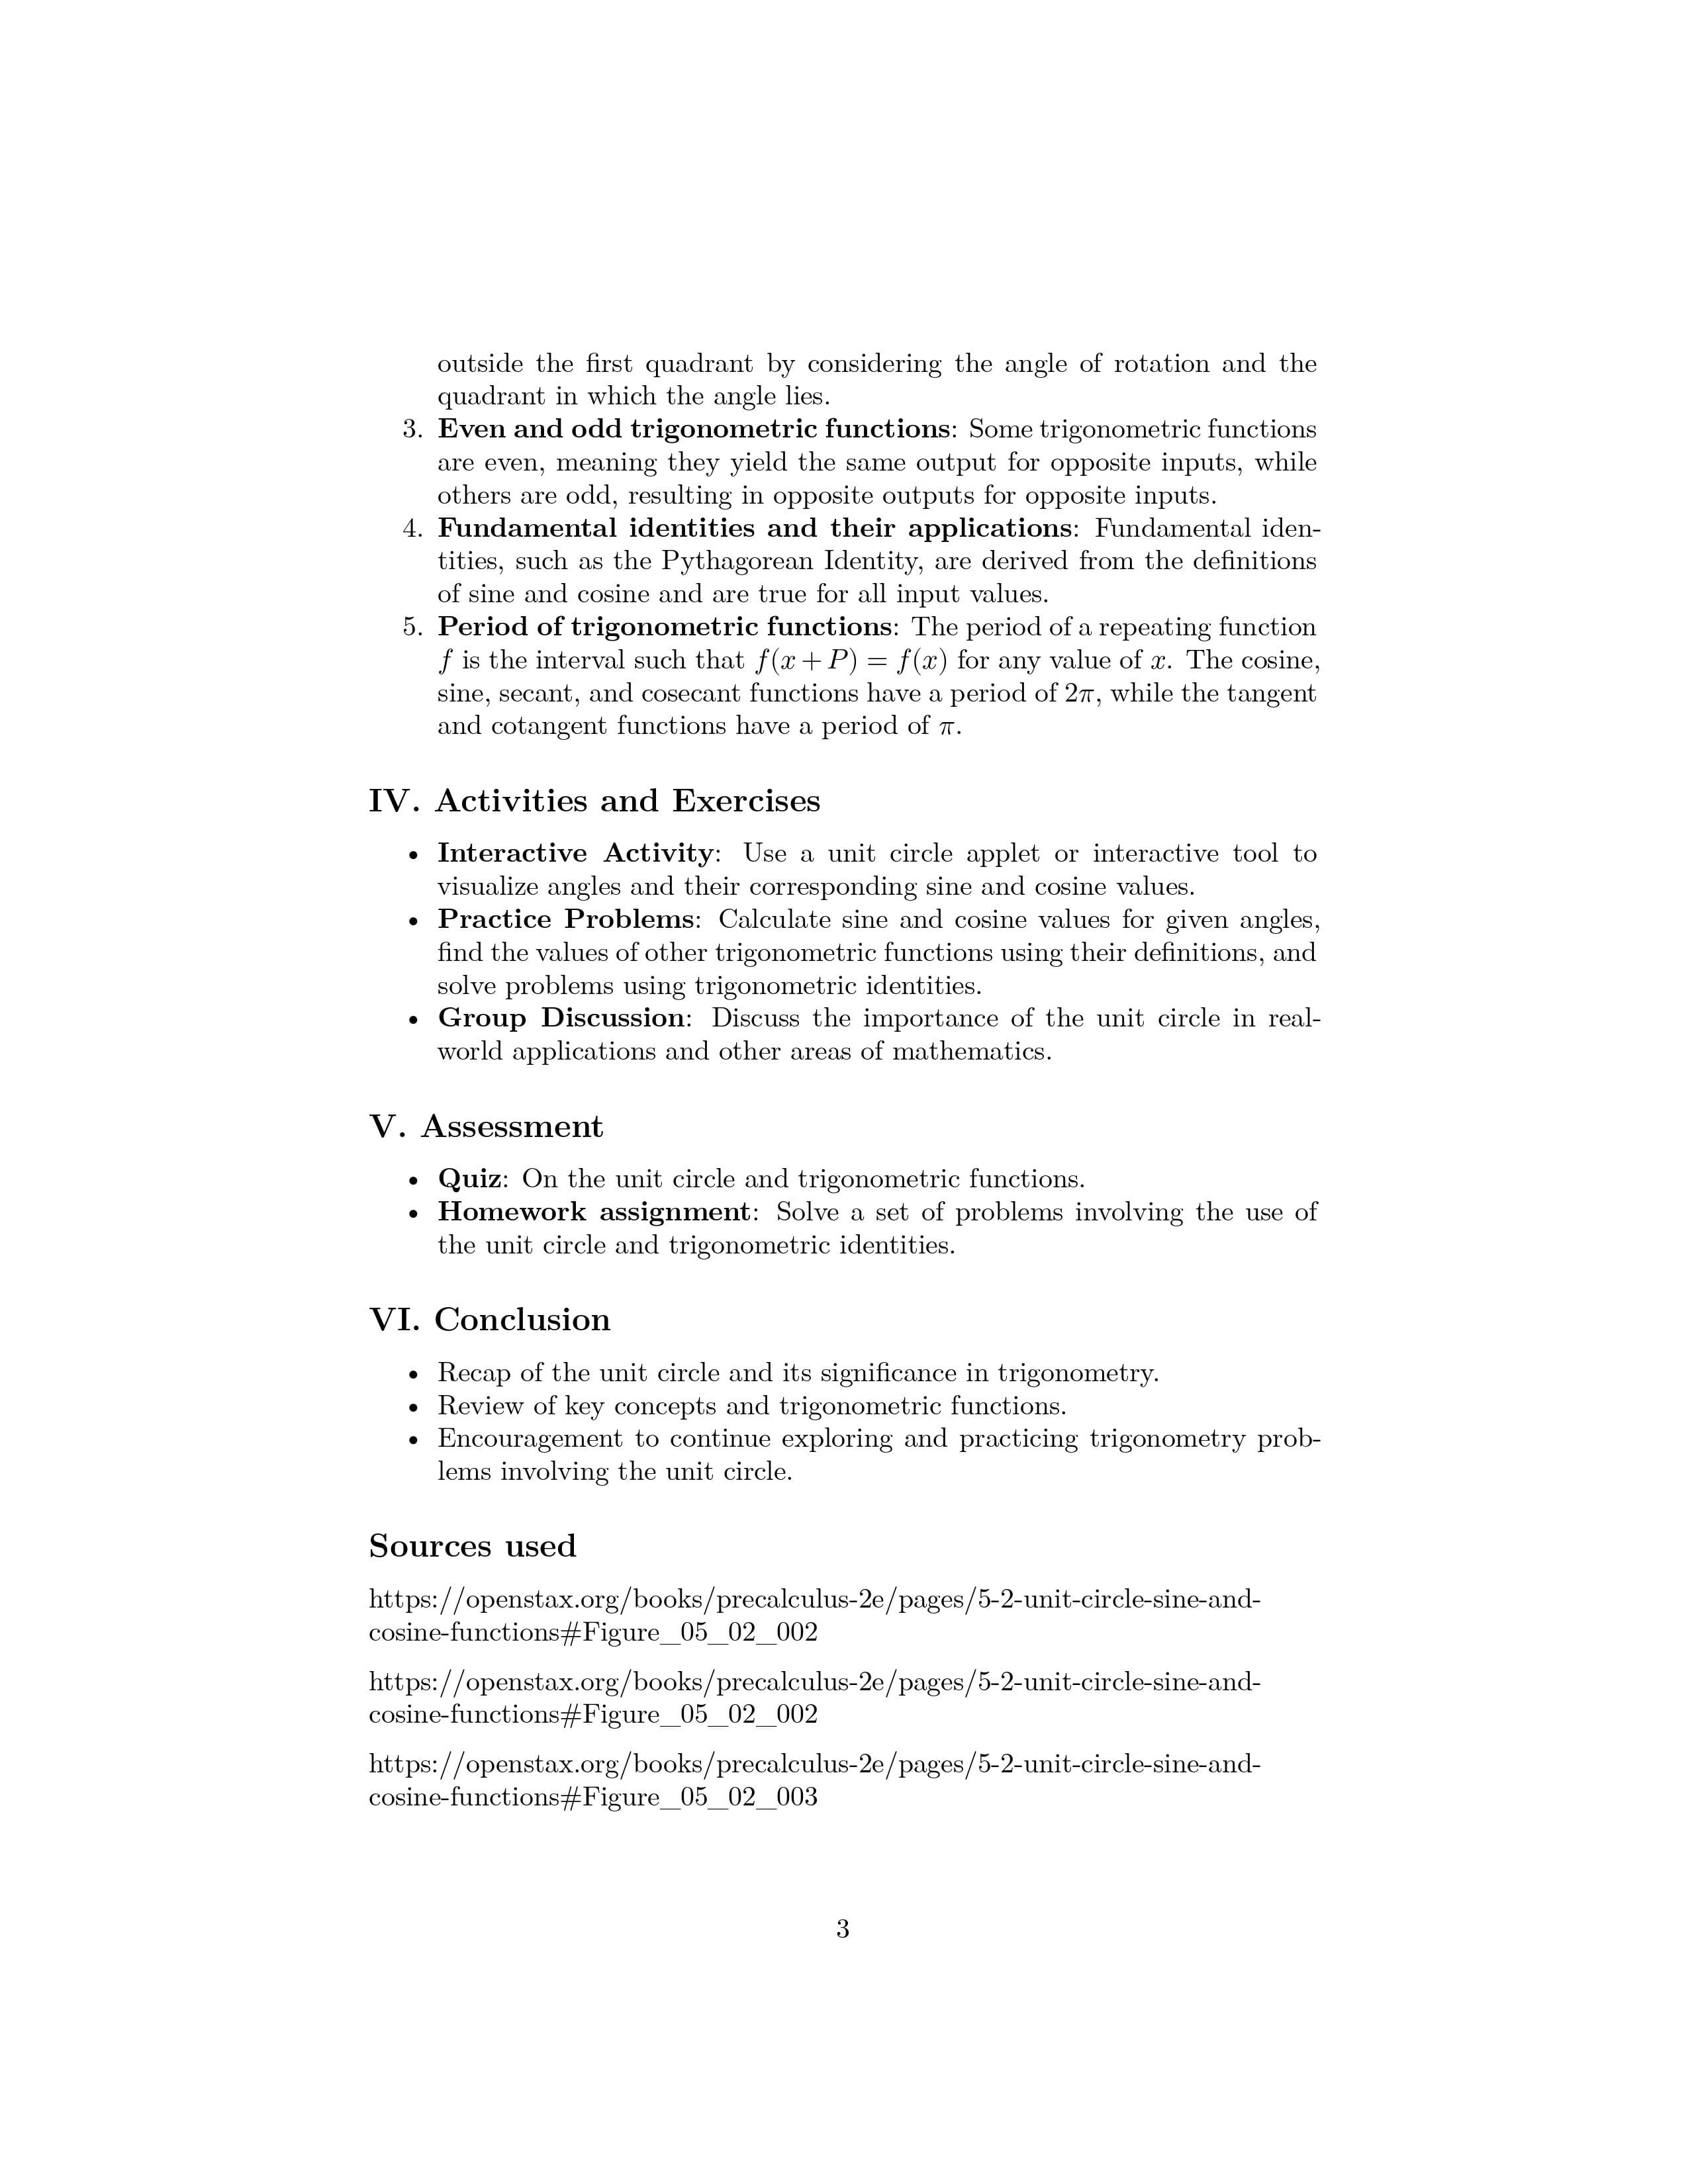 outside the first quadrant by considering the angle of rotation and the
quadrant in which the angle lies.
3. Even and odd trigonometric functions: Some trigonometric functions
are even, meaning they yield the same output for opposite inputs, while
others are odd, resulting in opposite outputs for opposite inputs.
4. Fundamental identities and their applications: Fundamental iden-
tities, such as the Pythagorean Identity, are derived from the definitions
of sine and cosine and are true for all input values.
5. Period of trigonometric functions: The period of a repeating function
f is the interval such that f(x + P) = f(x) for any value of x. The cosine,
sine, secant, and cosecant functions have a period of 2π, while the tangent
and cotangent functions have a period of π.
IV. Activities and Exercises
• Interactive Activity: Use a unit circle applet or interactive tool to
visualize angles and their corresponding sine and cosine values.
• Practice Problems: Calculate sine and cosine values for given angles,
find the values of other trigonometric functions using their definitions, and
solve problems using trigonometric identities.
• Group Discussion: Discuss the importance of the unit circle in real-
world applications and other areas of mathematics.
V. Assessment
• Quiz: On the unit circle and trigonometric functions.
• Homework assignment: Solve a set of problems involving the use of
the unit circle and trigonometric identities.
VI. Conclusion
• Recap of the unit circle and its significance in trigonometry.
• Review of key concepts and trigonometric functions.
• Encouragement to continue exploring and practicing trigonometry prob-
lems involving the unit circle.
Sources used
https://openstax.org/books/precalculus-2e/pages/5-2-unit-circle-sine-and-
cosine-functions#Figure_05_02_002
https://openstax.org/books/precalculus-2e/pages/5-2-unit-circle-sine-and-
cosine-functions#Figure_05_02_002
https://openstax.org/books/precalculus-2e/pages/5-2-unit-circle-sine-and-
cosine-functions#Figure_05_02_003
3